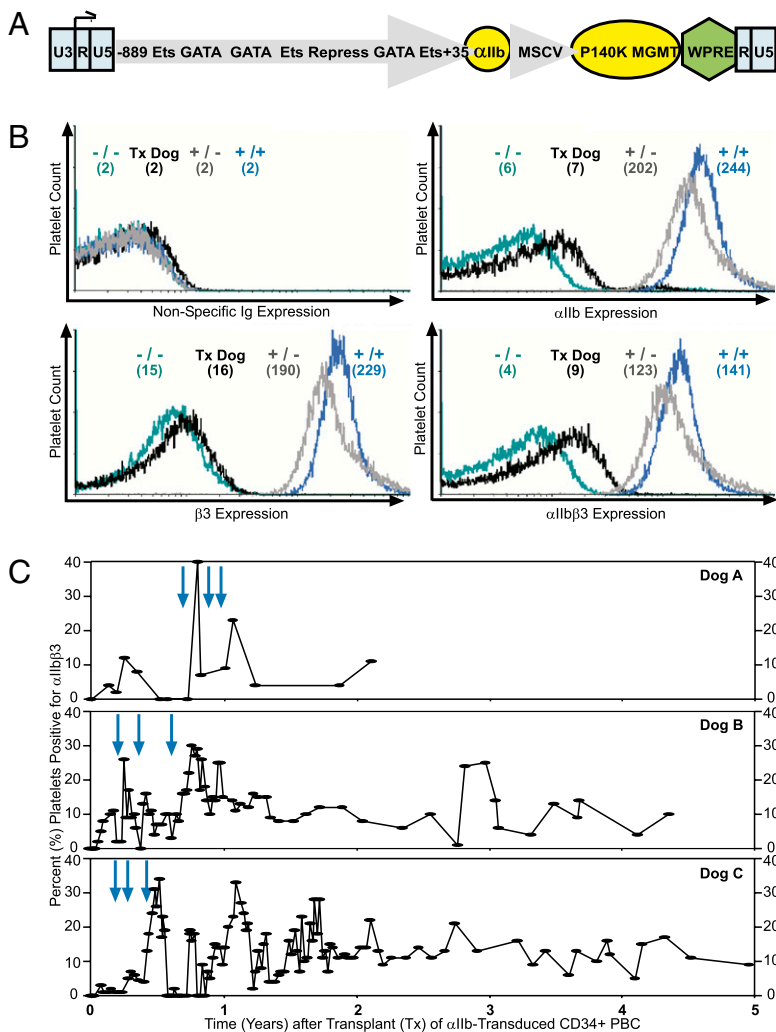 A
U3 R U5 -889 Ets GATA GATA Ets Repress GATA Ets+35 αIIb MSCV P140K MGMT WPRE R U5
B
Platelet Count
-/- Tx Dog +/- +/+
(2) (2) (2) (2)
Non-Specific Ig Expression
Platelet Count
-/- Tx Dog +/- +/+
(6) (7) (202) (244)
αIIb Expression
Platelet Count
-/- Tx Dog +/- +/+
(15) (16) (190) (229)
β3 Expression
Platelet Count
-/- Tx Dog +/- +/+
(4) (9) (123) (141)
αIIbβ3 Expression
C
Percent (%) Platelets Positive for αIIbβ3
40 Dog A 40
30 30
20 20
10 10
0 0
40 Dog B 40
30 30
20 20
10 10
0 0
40 Dog C 40
30 30
20 20
10 10
0 0
0 1 2 3 4 5
Time (Years) after Transplant (Tx) of αIIb-Transduced CD34+ PBC